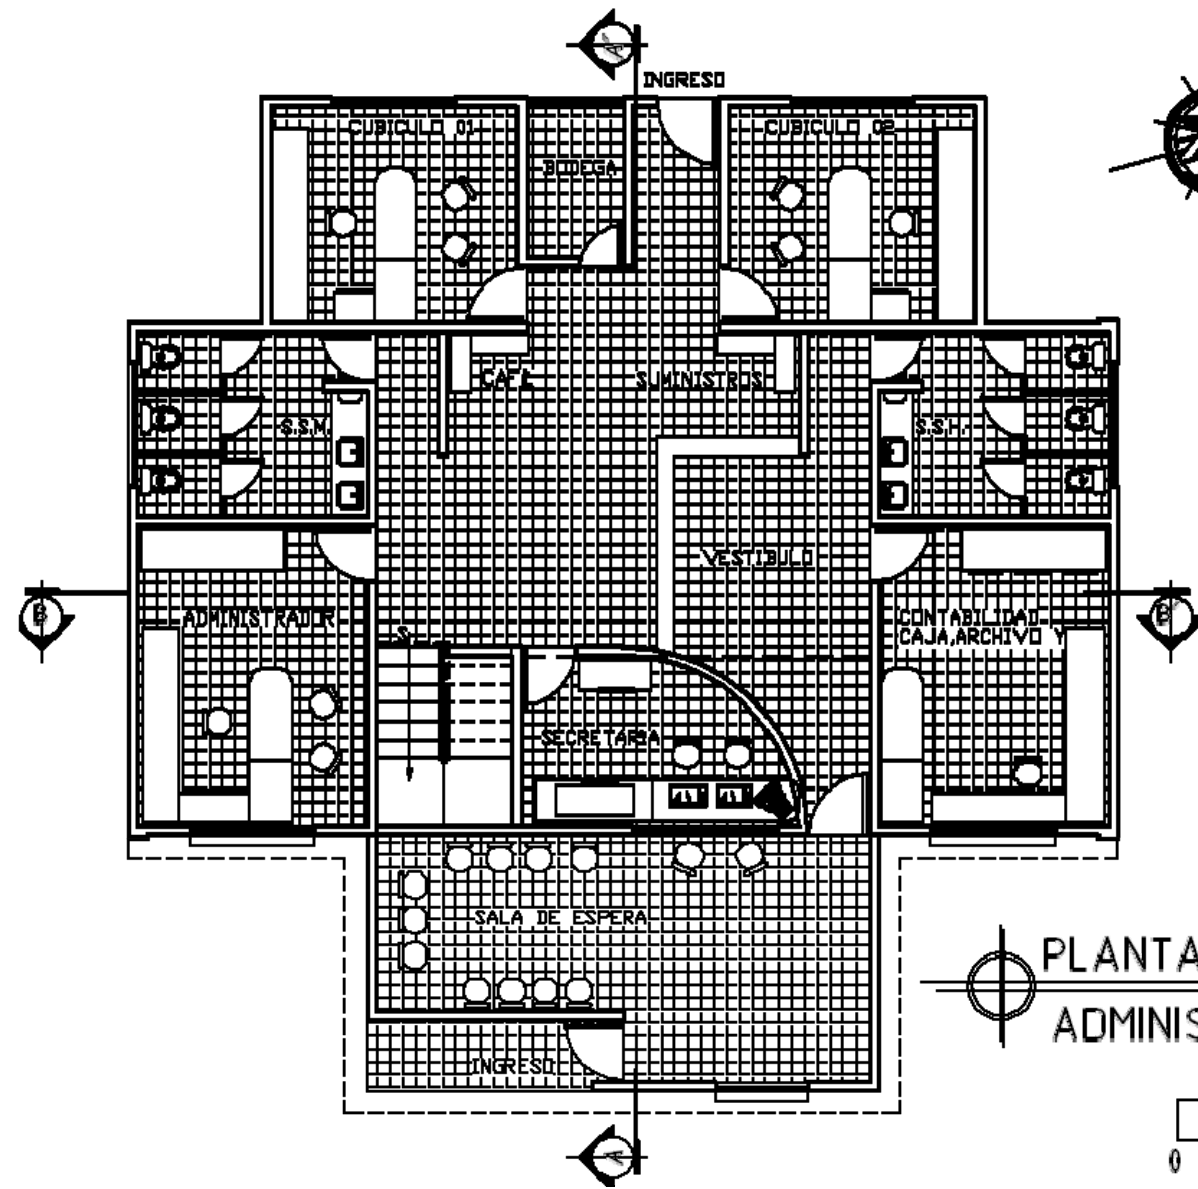 A'
INGRESO
CUBICULO 01
CUBICULO 02
BODEGA
CAFE
SUMINISTROS
S.S.M.
S.S.H.
VESTIBULO
B
ADMINISTRADOR
CONTABILIDAD
CAJA,ARCHIVO Y
B'
S
SECRETARIA
SALA DE ESPERA
PLANTA
ADMINIS
INGRESO
A
0